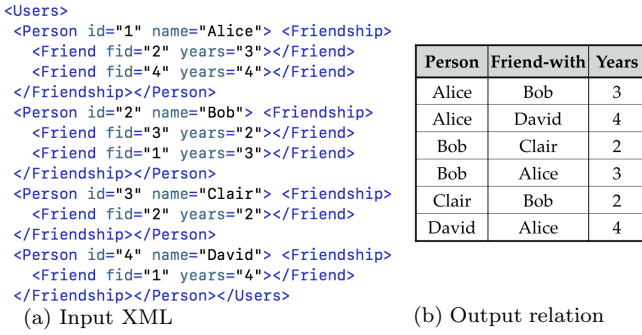 <Users>
<Person id="1" name="Alice"> <Friendship>
<Friend fid="2" years="3"></Friend>
<Friend fid="4" years="4"></Friend>
</Friendship></Person>
<Person id="2" name="Bob"> <Friendship>
<Friend fid="3" years="2"></Friend>
<Friend fid="1" years="3"></Friend>
</Friendship></Person>
<Person id="3" name="Clair"> <Friendship>
<Friend fid="2" years="2"></Friend>
</Friendship></Person>
<Person id="4" name="David"> <Friendship>
<Friend fid="1" years="4"></Friend>
</Friendship></Person></Users>
(a) Input XML
Person Friend-with Years
Alice Bob 3
Alice David 4
Bob Clair 2
Bob Alice 3
Clair Bob 2
David Alice 4
(b) Output relation